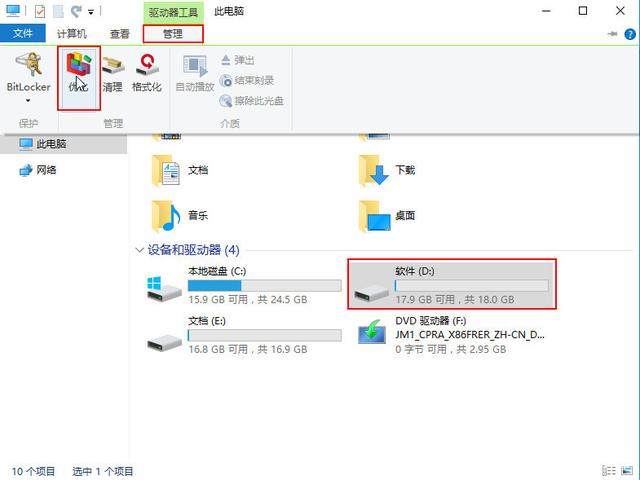 驱动器工具
此电脑
文件
计算机
查看
管理
BitLocker
优化
清理
格式化
自动播放
弹出
结束刻录
擦除此光盘
保护
管理
介质
此电脑
网络
文档
下载
音乐
桌面
设备和驱动器 (4)
本地磁盘 (C:)
15.9 GB 可用，共 24.5 GB
软件 (D:)
17.9 GB 可用，共 18.0 GB
文档 (E:)
16.8 GB 可用，共 16.9 GB
DVD 驱动器 (F:)
JM1_CPRA_X86FRER_ZH-CN_D...
0 字节 可用，共 2.95 GB
10 个项目
选中 1 个项目